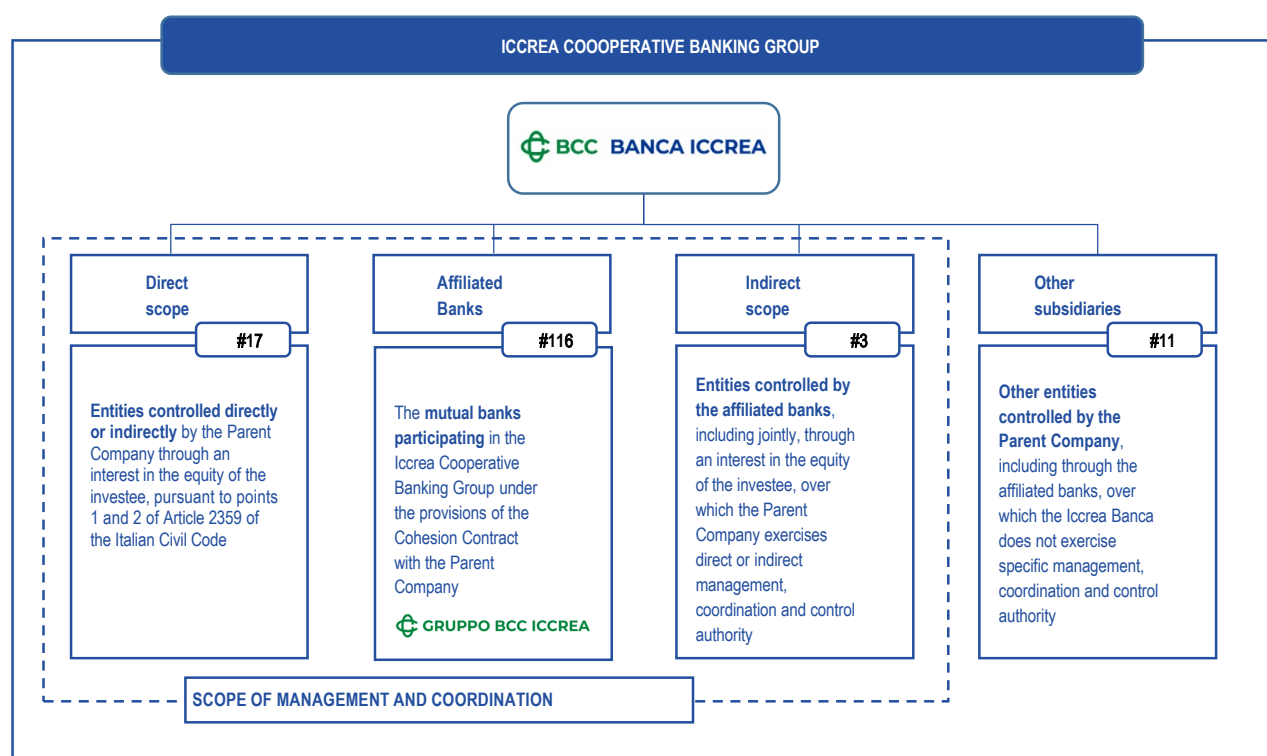 ICCREA COOOPERATIVE BANKING GROUP
BCC BANCA ICCREA
Direct
scope
#17
Entities controlled directly
or indirectly by the Parent
Company through an
interest in the equity of the
investee, pursuant to points
1 and 2 of Article 2359 of
the Italian Civil Code
Affiliated
Banks
#116
The mutual banks
participating in the
Iccrea Cooperative
Banking Group under
the provisions of the
Cohesion Contract
with the Parent
Company
GRUPPO BCC ICCREA
Indirect
scope
#3
Entities controlled by
the affiliated banks,
including jointly, through
an interest in the equity
of the investee, over
which the Parent
Company exercises
direct or indirect
management,
coordination and control
authority
Other
subsidiaries
#11
Other entities
controlled by the
Parent Company,
including through the
affiliated banks, over
which the Iccrea Banca
does not exercise
specific management,
coordination and control
authority
SCOPE OF MANAGEMENT AND COORDINATION